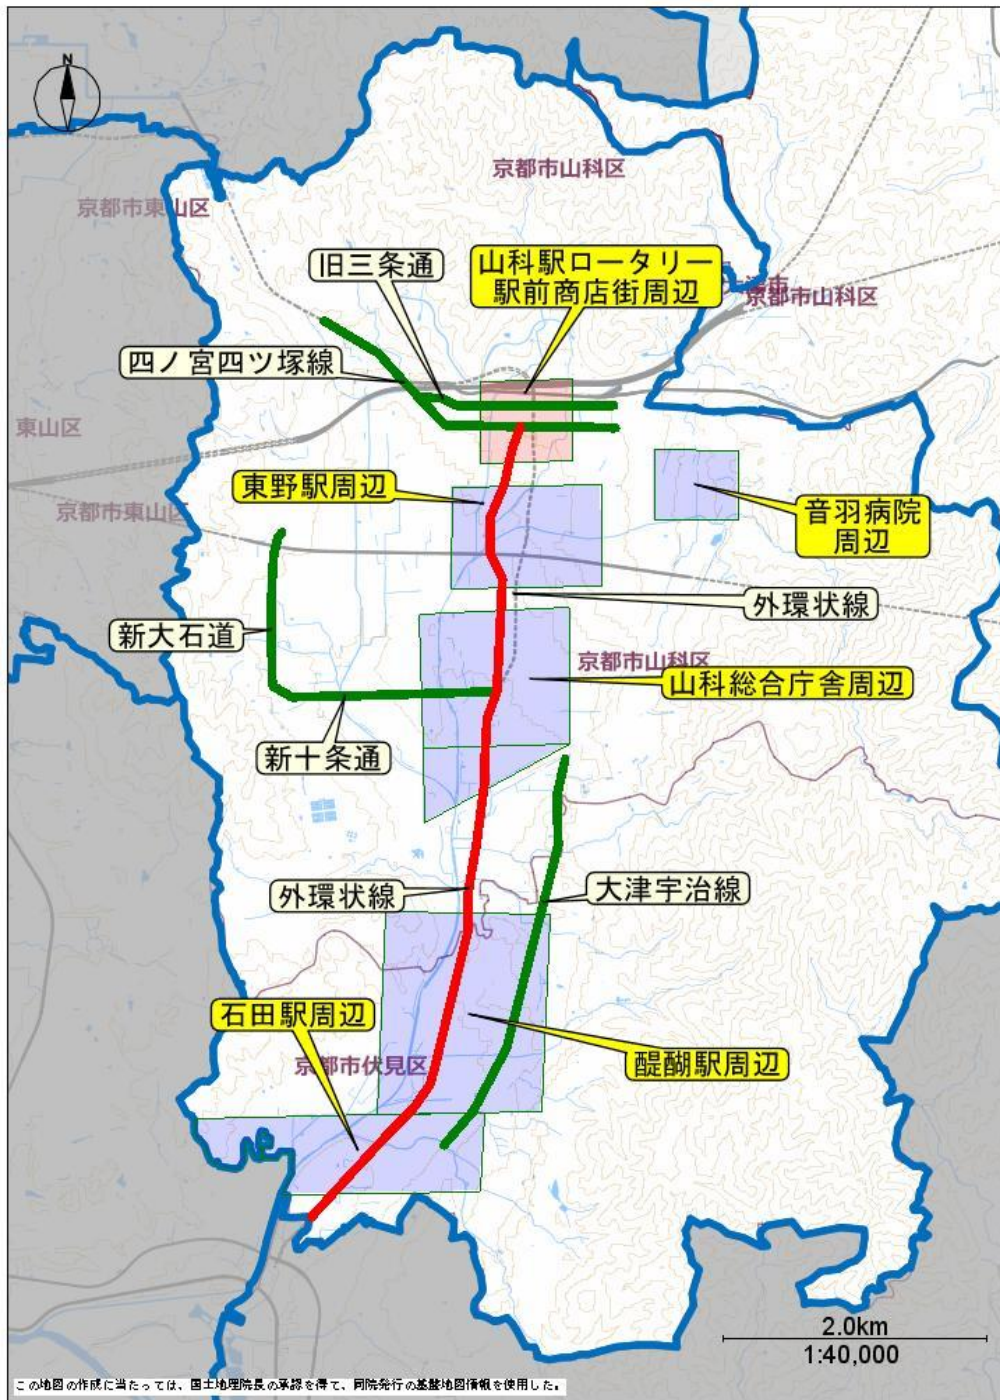 N
京都市山科区
京都市東山区
旧三条通
山科駅ロータリー
駅前商店街周辺
京都市山科区
四ノ宮四ツ塚線
東山区
東野駅周辺
音羽病院
周辺
京都市東山区
外環状線
新大石道
京都市山科区
山科総合庁舎周辺
新十条通
外環状線
大津宇治線
石田駅周辺
京都市伏見区
醍醐駅周辺
2.0km
1:40,000
この地図の作成に当たっては、国土地理院長の承認を得て、同院発行の基盤地図情報を使用した。